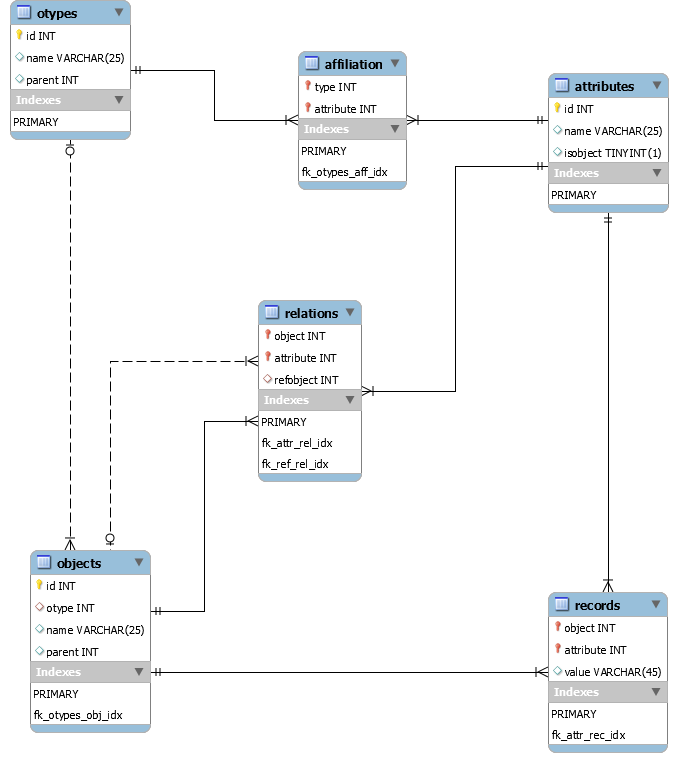 otypes
id INT
name VARCHAR(25)
parent INT
Indexes
PRIMARY
affiliation
type INT
attribute INT
Indexes
PRIMARY
fk_otypes_aff_idx
attributes
id INT
name VARCHAR(25)
isobject TINYINT(1)
Indexes
PRIMARY
relations
object INT
attribute INT
refobject INT
Indexes
PRIMARY
fk_attr_rel_idx
fk_ref_rel_idx
objects
id INT
otype INT
name VARCHAR(25)
parent INT
Indexes
PRIMARY
fk_otypes_obj_idx
records
object INT
attribute INT
value VARCHAR(45)
Indexes
PRIMARY
fk_attr_rec_idx